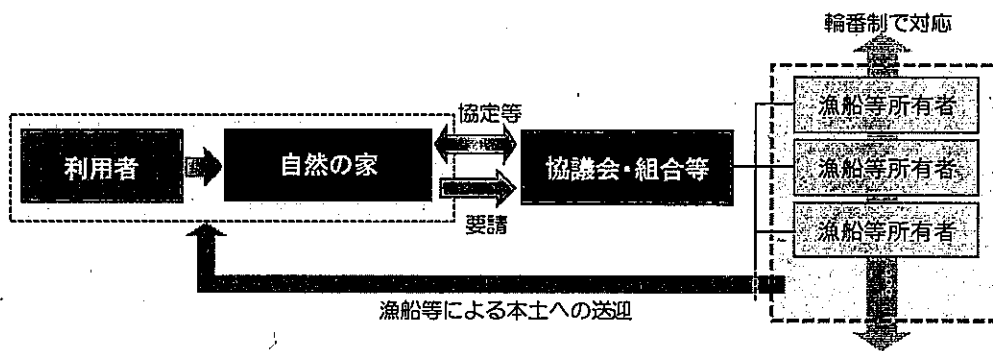 輪番制で対応
漁船等所有者
協定等
利用者
自然の家
協議会・組合等
漁船等所有者
要請
漁船等所有者
漁船等による本土への送迎